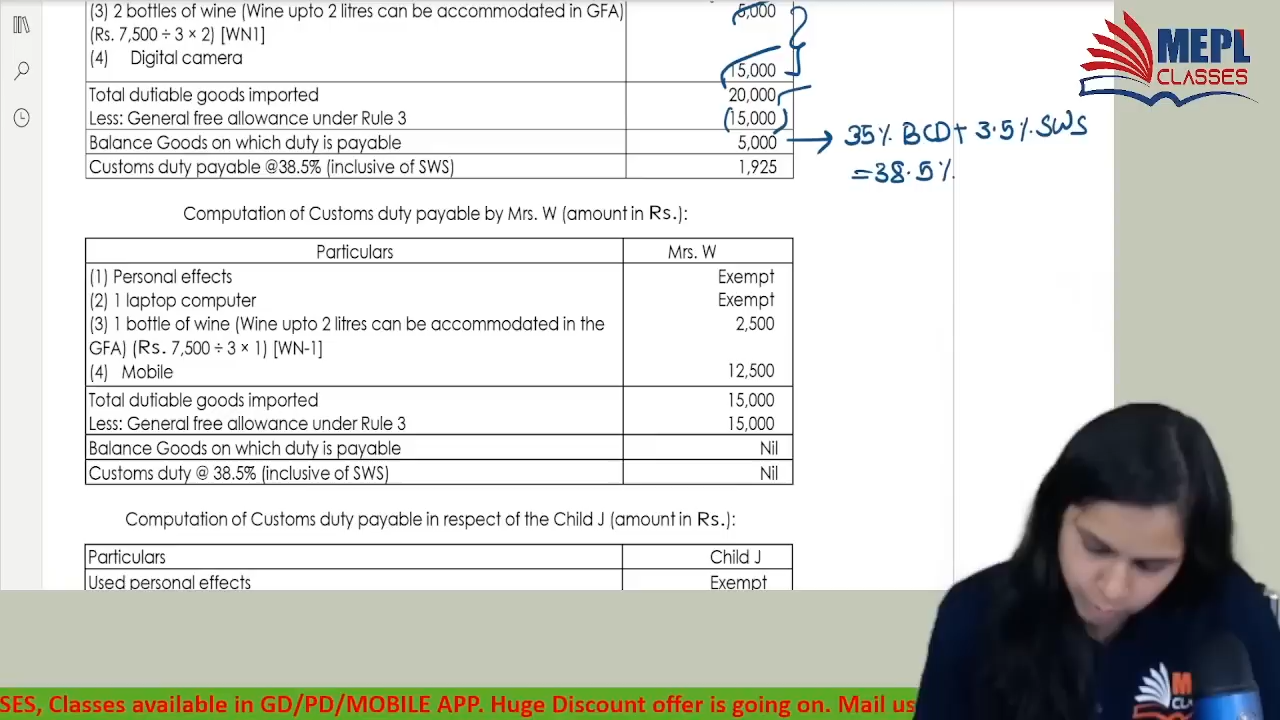 (3) 2 bottles of wine (Wine upto 2 litres can be accommodated in GFA) 5,000
(Rs. 7,500 ÷ 3 × 2) [WN1]
(4) Digital camera
15,000
Total dutiable goods imported 20,000
Less: General free allowance under Rule 3 (15,000)
Balance Goods on which duty is payable 5,000 → 35% BCD + 3.5% SWS
= 38.5%
Customs duty payable @38.5% (inclusive of SWS) 1,925
MEPL
CLASSES
Computation of Customs duty payable by Mrs. W (amount in Rs.):
Particulars Mrs. W
(1) Personal effects Exempt
(2) 1 laptop computer Exempt
(3) 1 bottle of wine (Wine upto 2 litres can be accommodated in the 2,500
GFA) (Rs. 7,500 ÷ 3 × 1) [WN-1]
(4) Mobile 12,500
Total dutiable goods imported 15,000
Less: General free allowance under Rule 3 15,000
Balance Goods on which duty is payable Nil
Customs duty @ 38.5% (inclusive of SWS) Nil
Computation of Customs duty payable in respect of the Child J (amount in Rs.):
Particulars Child J
Used personal effects Exempt
SES, Classes available in GD/PD/MOBILE APP. Huge Discount offer is going on. Mail us